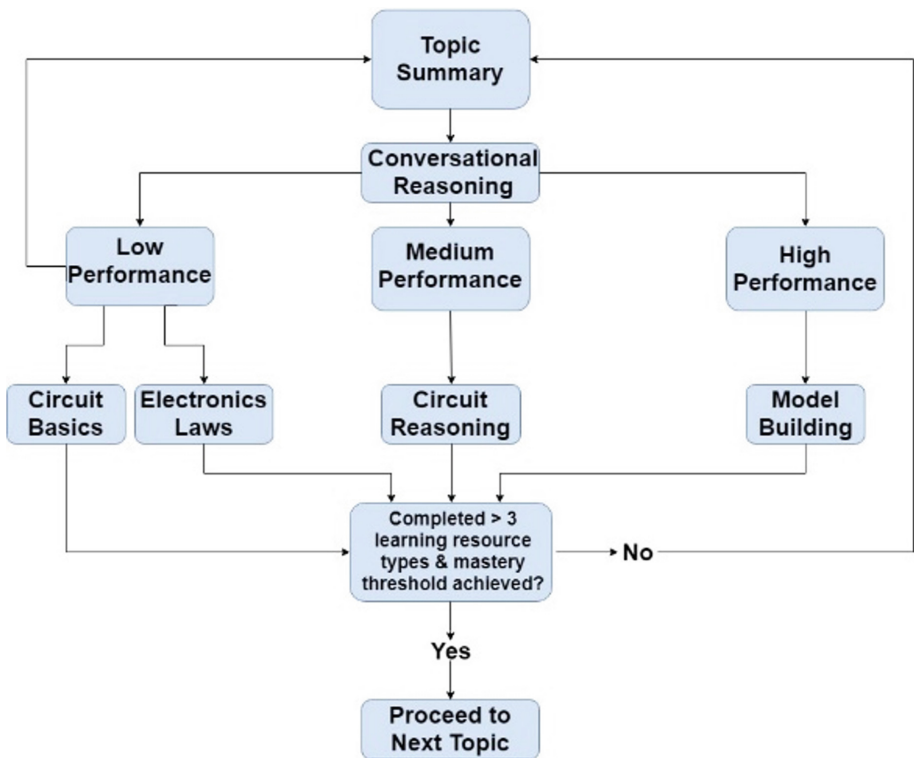 Topic
Summary
Conversational
Reasoning
Low
Performance
Medium
Performance
High
Performance
Circuit
Basics
Electronics
Laws
Circuit
Reasoning
Model
Building
Completed > 3
learning resource
types & mastery
threshold achieved?
No
Yes
Proceed to
Next Topic